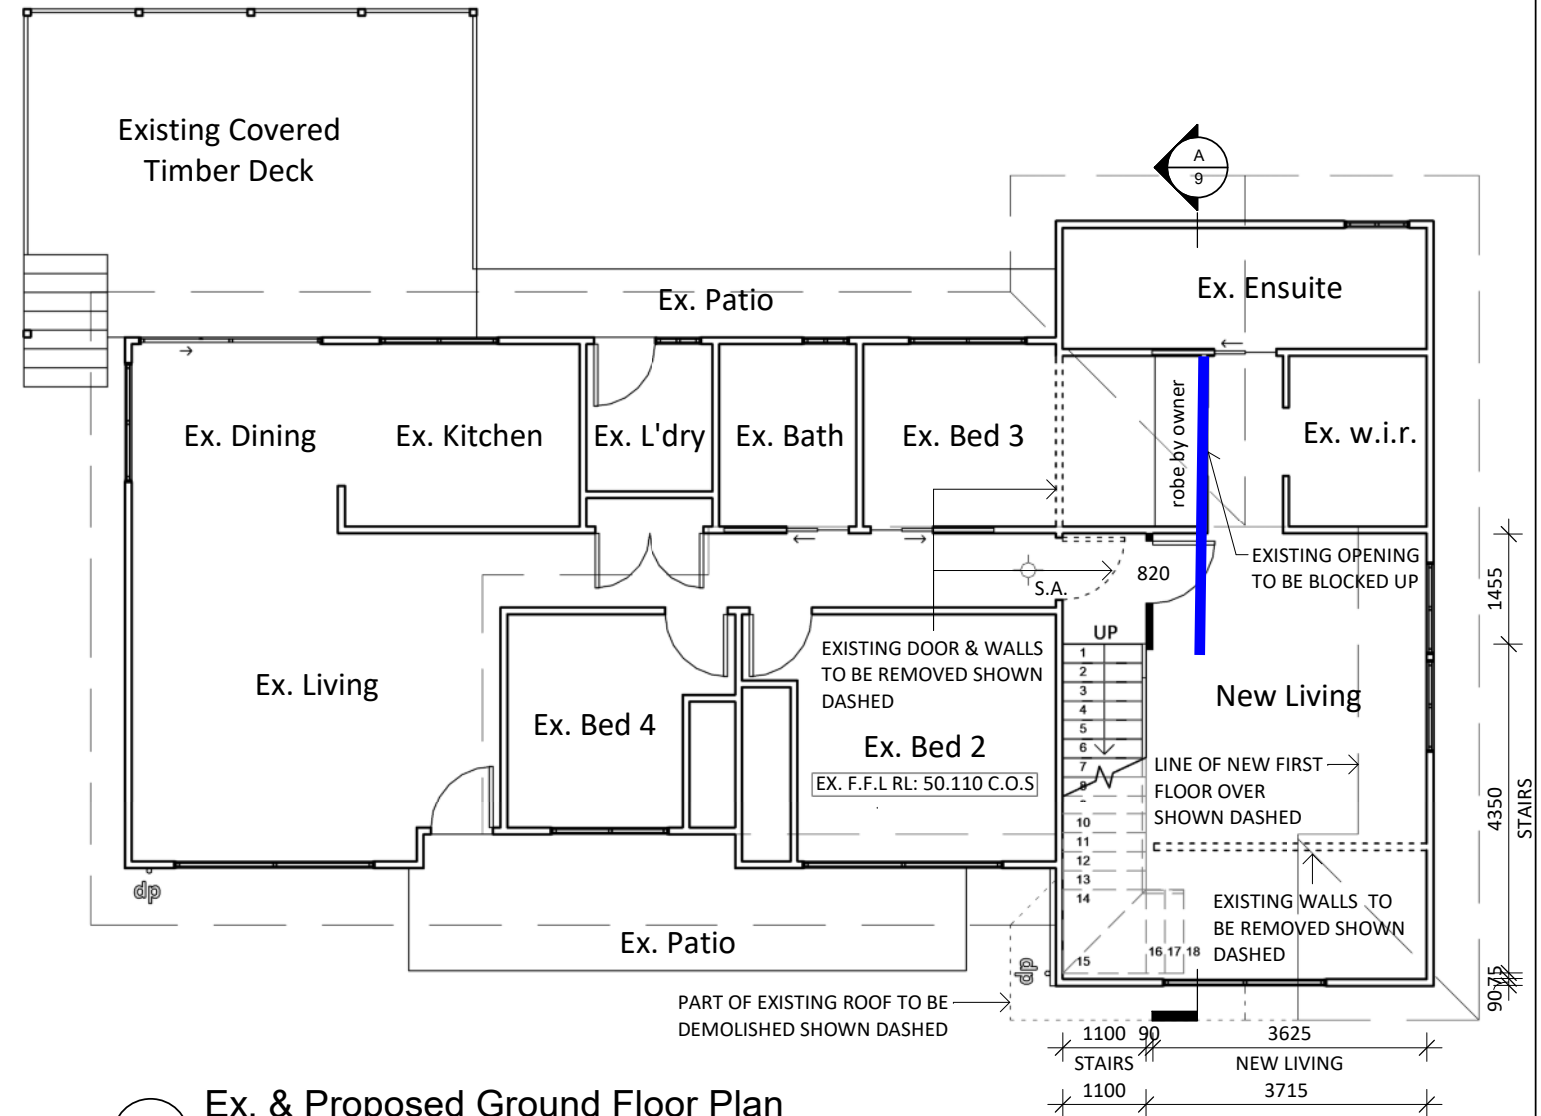 Existing Covered
Timber Deck
A
9
Ex. Patio
Ex. Ensuite
Ex. Dining
Ex. Kitchen
Ex. L'dry
Ex. Bath
Ex. Bed 3
robe by owner
Ex. w.i.r.
EXISTING OPENING
TO BE BLOCKED UP
820
S.A.
1455
UP
EXISTING DOOR & WALLS
TO BE REMOVED SHOWN
DASHED
Ex. Living
Ex. Bed 4
Ex. Bed 2
EX. F.F.L RL: 50.110 C.O.S
New Living
1
2
3
4
5
6
7
8
9
10
11
12
13
14
15
16 17 18
LINE OF NEW FIRST
FLOOR OVER
SHOWN DASHED
4350
STAIRS
EXISTING WALLS TO
BE REMOVED SHOWN
DASHED
dp
Ex. Patio
dp
PART OF EXISTING ROOF TO BE
DEMOLISHED SHOWN DASHED
90
75
1100 90 3625
STAIRS NEW LIVING
1100 3715
Ex. & Proposed Ground Floor Plan